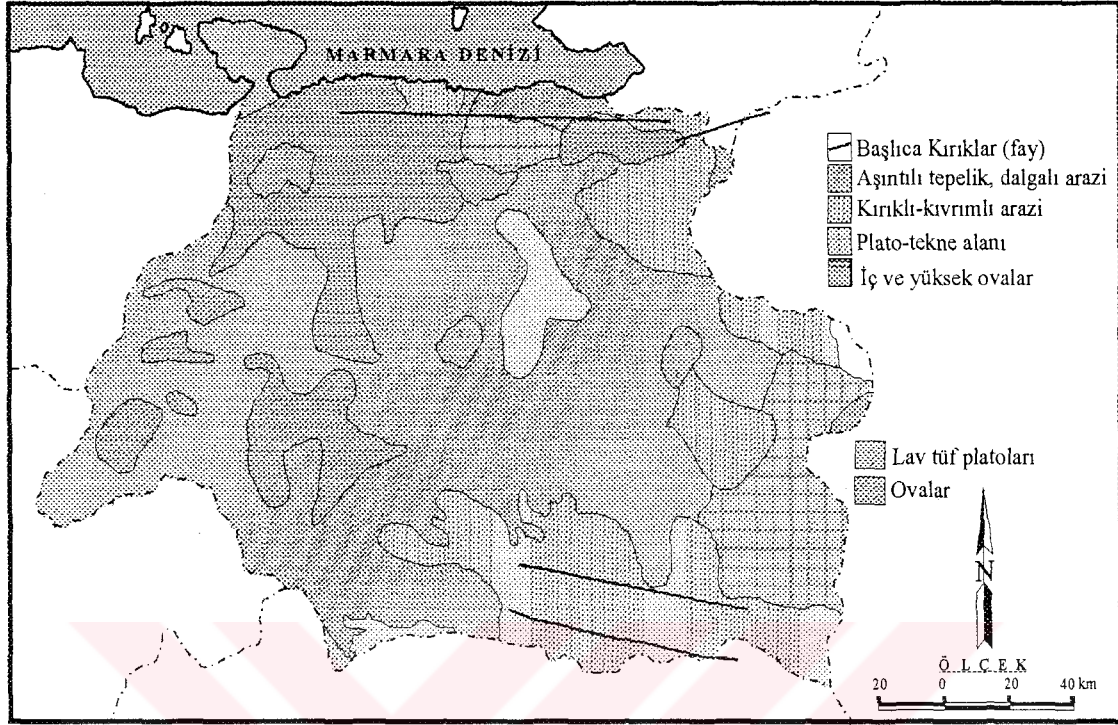 MARMARA DENİZİ
Başlıca Kırıklar (fay)
Aşıntılı tepelik, dalgalı arazi
Kırıklı-kıvrımlı arazi
Plato-tekne alanı
İç ve yüksek ovalar
Lav tüf platoları
Ovalar
N
ÖLÇEK
20 0 20 40 km